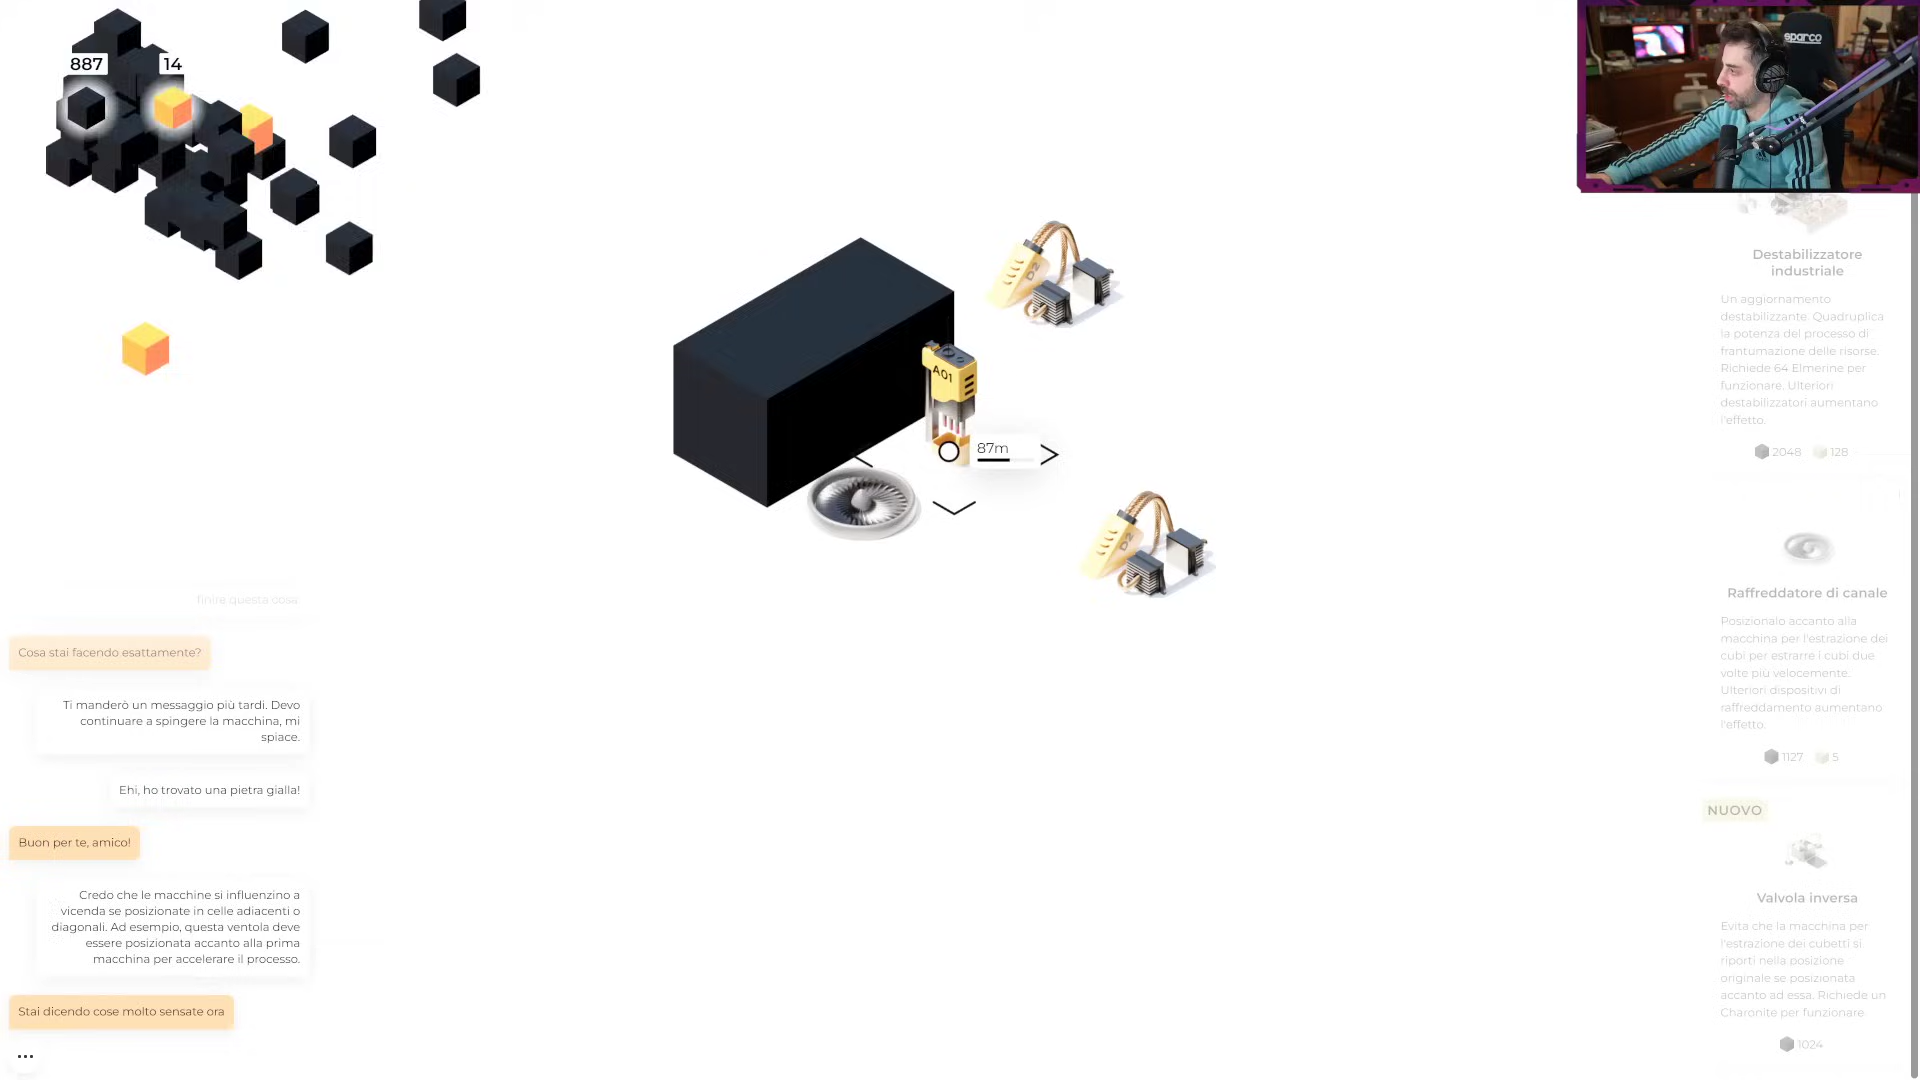 887
14
sparco
D2
A01
87m
D2
finire questa cosa.
Cosa stai facendo esattamente?
Ti manderò un messaggio più tardi. Devo
continuare a spingere la macchina, mi
spiace.
Ehi, ho trovato una pietra gialla!
Buon per te, amico!
Credo che le macchine si influenzino a
vicenda se posizionate in celle adiacenti o
diagonali. Ad esempio, questa ventola deve
essere posizionata accanto alla prima
macchina per accelerare il processo.
Stai dicendo cose molto sensate ora
...
Destabilizzatore
industriale
Un aggiornamento
destabilizzante. Quadruplica
la potenza del processo di
frantumazione delle risorse.
Richiede 64 Elmerine per
funzionare. Ulteriori
destabilizzatori aumentano
l'effetto.
2048 128
Raffreddatore di canale
Posizionalo accanto alla
macchina per l'estrazione dei
cubi per estrarre i cubi due
volte più velocemente.
Ulteriori dispositivi di
raffreddamento aumentano
l'effetto.
1127 5
NUOVO
Valvola inversa
Evita che la macchina per
l'estrazione dei cubetti si
riporti nella posizione
originale se posizionata
accanto ad essa. Richiede un
Charonite per funzionare
1024